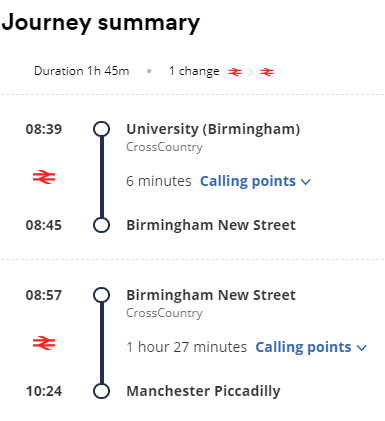 Journey summary
Duration 1h 45m • 1 change
08:39 University (Birmingham)
CrossCountry
6 minutes Calling points
08:45 Birmingham New Street
08:57 Birmingham New Street
CrossCountry
1 hour 27 minutes Calling points
10:24 Manchester Piccadilly